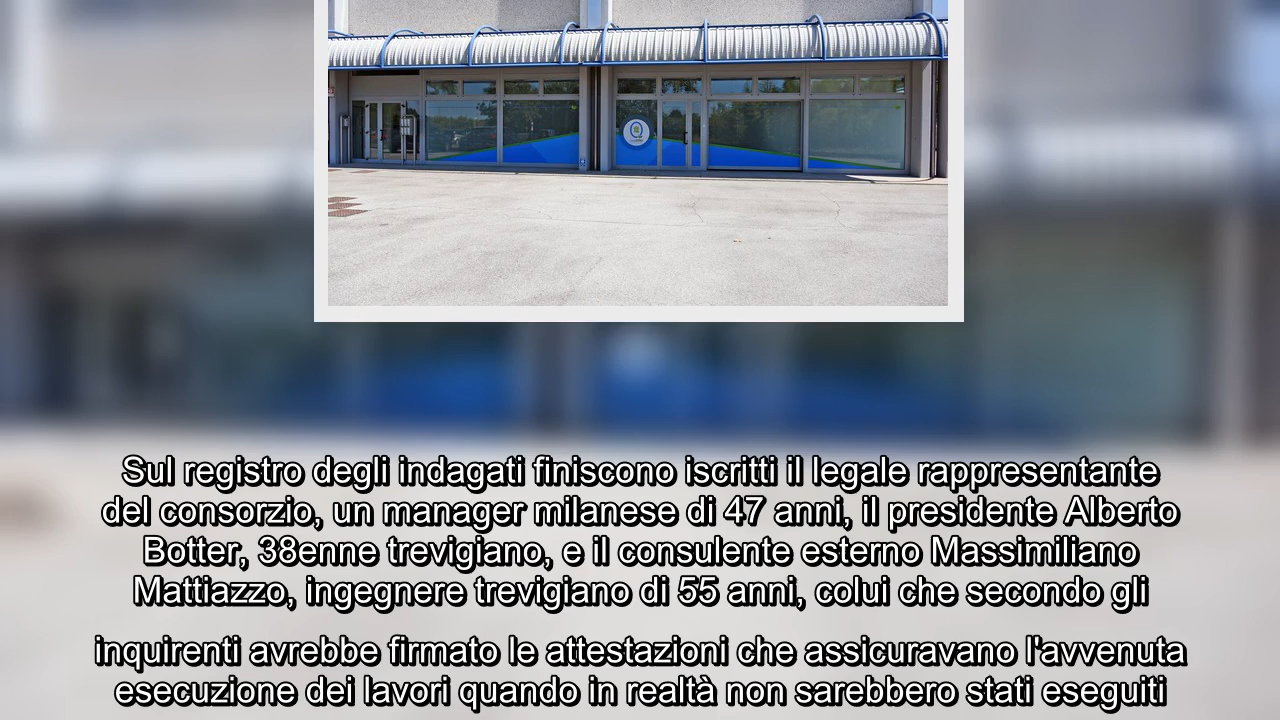 Sul registro degli indagati finiscono iscritti il legale rappresentante
del consorzio, un manager milanese di 47 anni, il presidente Alberto
Botter, 38enne trevigiano, e il consulente esterno Massimiliano
Mattiazzo, ingegnere trevigiano di 55 anni, colui che secondo gli
inquirenti avrebbe firmato le attestazioni che assicuravano l'avvenuta
esecuzione dei lavori quando in realtà non sarebbero stati eseguiti